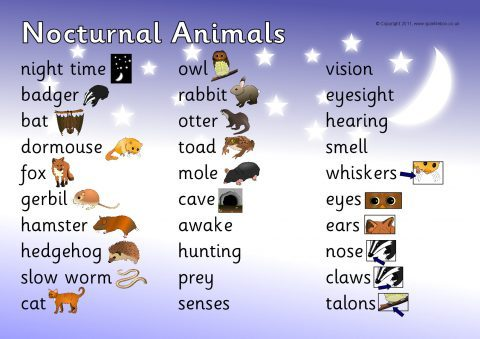 © Copyright 2011, www.sparklebox.co.uk
Nocturnal Animals
night time
badger
bat
dormouse
fox
gerbil
hamster
hedgehog
slow worm
cat
owl
rabbit
otter
toad
mole
cave
awake
hunting
prey
senses
vision
eyesight
hearing
smell
whiskers
eyes
ears
nose
claws
talons